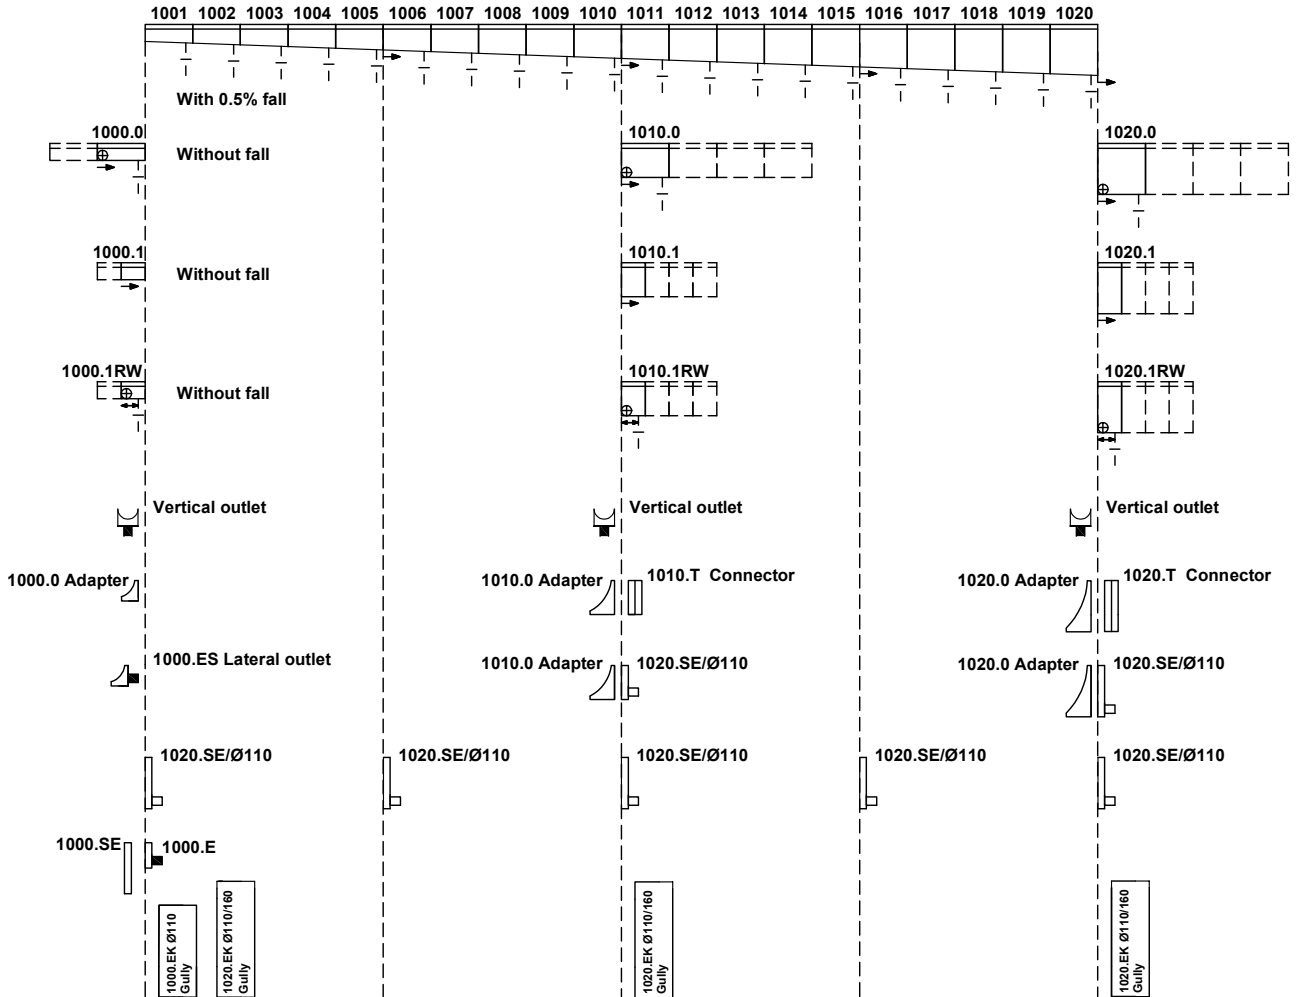 1001 1002 1003 1004 1005 1006 1007 1008 1009 1010 1011 1012 1013 1014 1015 1016 1017 1018 1019 1020
With 0.5% fall
1000.0 1010.0 1020.0
Without fall
1000.1 1010.1 1020.1
Without fall
1000.1RW 1010.1RW 1020.1RW
Without fall
Vertical outlet Vertical outlet Vertical outlet
1000.0 Adapter 1010.0 Adapter 1010.T Connector 1020.0 Adapter 1020.T Connector
1000.ES Lateral outlet 1010.0 Adapter 1020.SE/Ø110 1020.0 Adapter 1020.SE/Ø110
1020.SE/Ø110 1020.SE/Ø110 1020.SE/Ø110 1020.SE/Ø110 1020.SE/Ø110
1000.SE 1000.E
1000.EK Ø110
Gully
1020.EK Ø110/160
Gully
1020.EK Ø110/160
Gully
1020.EK Ø110/160
Gully